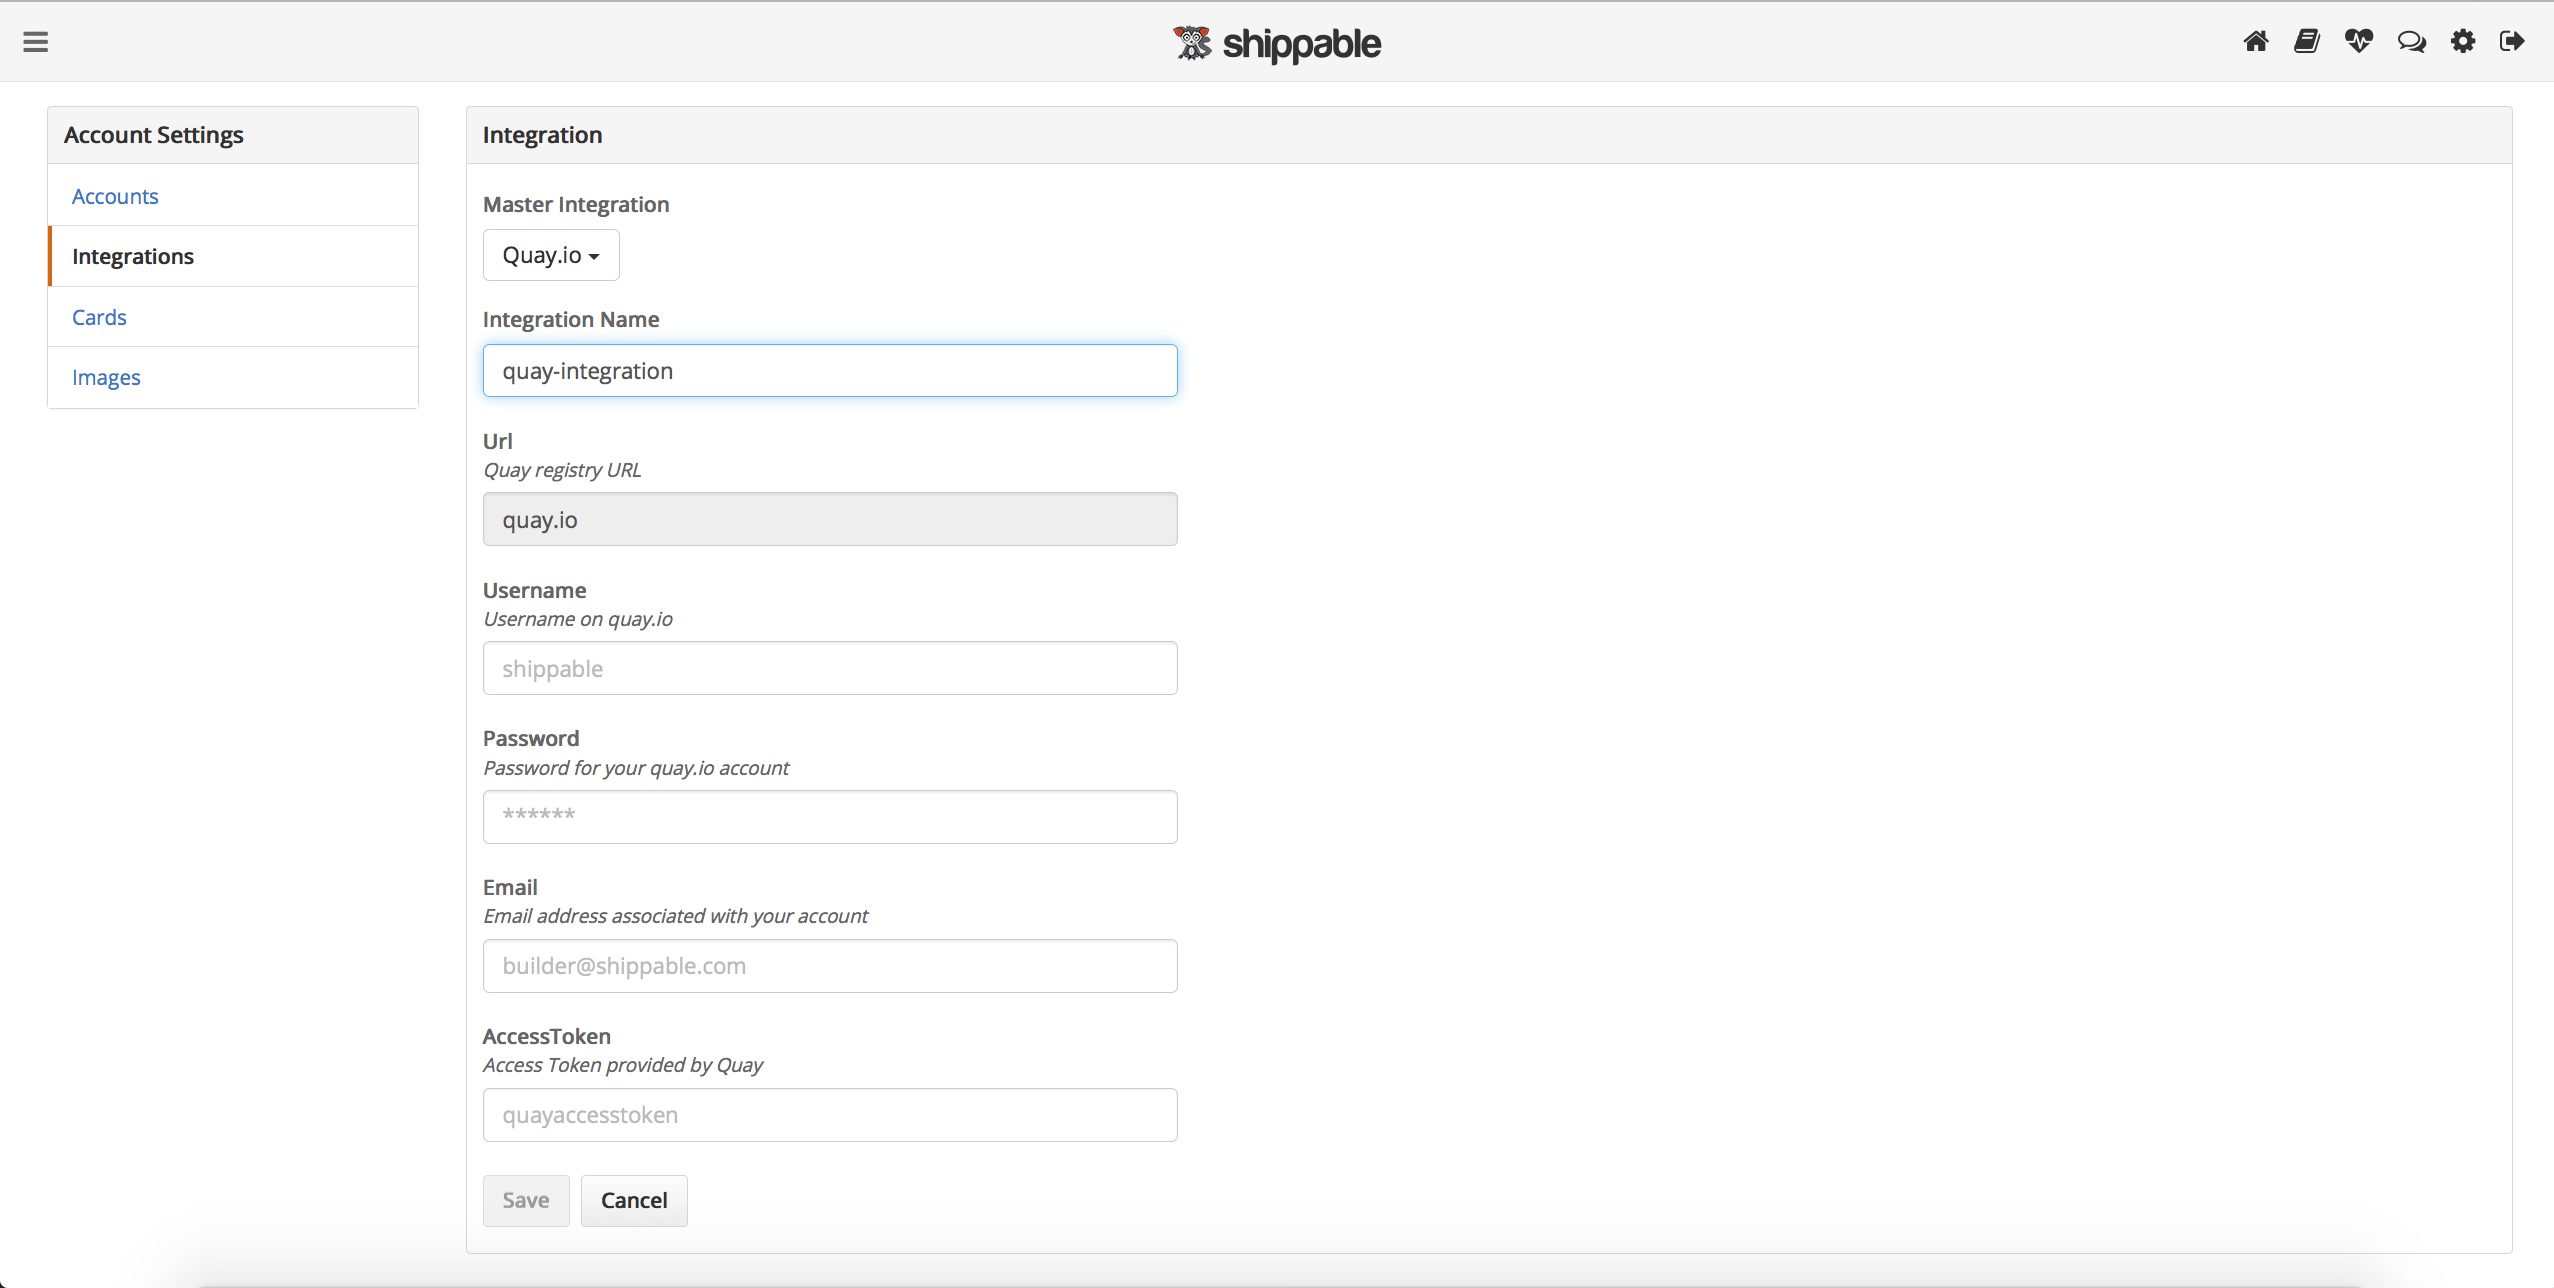 shippable
Account Settings
Accounts
Integrations
Cards
Images
Integration
Master Integration
Quay.io
Integration Name
quay-integration
Url
Quay registry URL
quay.io
Username
Username on quay.io
shippable
Password
Password for your quay.io account
******
Email
Email address associated with your account
builder@shippable.com
AccessToken
Access Token provided by Quay
quayaccesstoken
Save Cancel